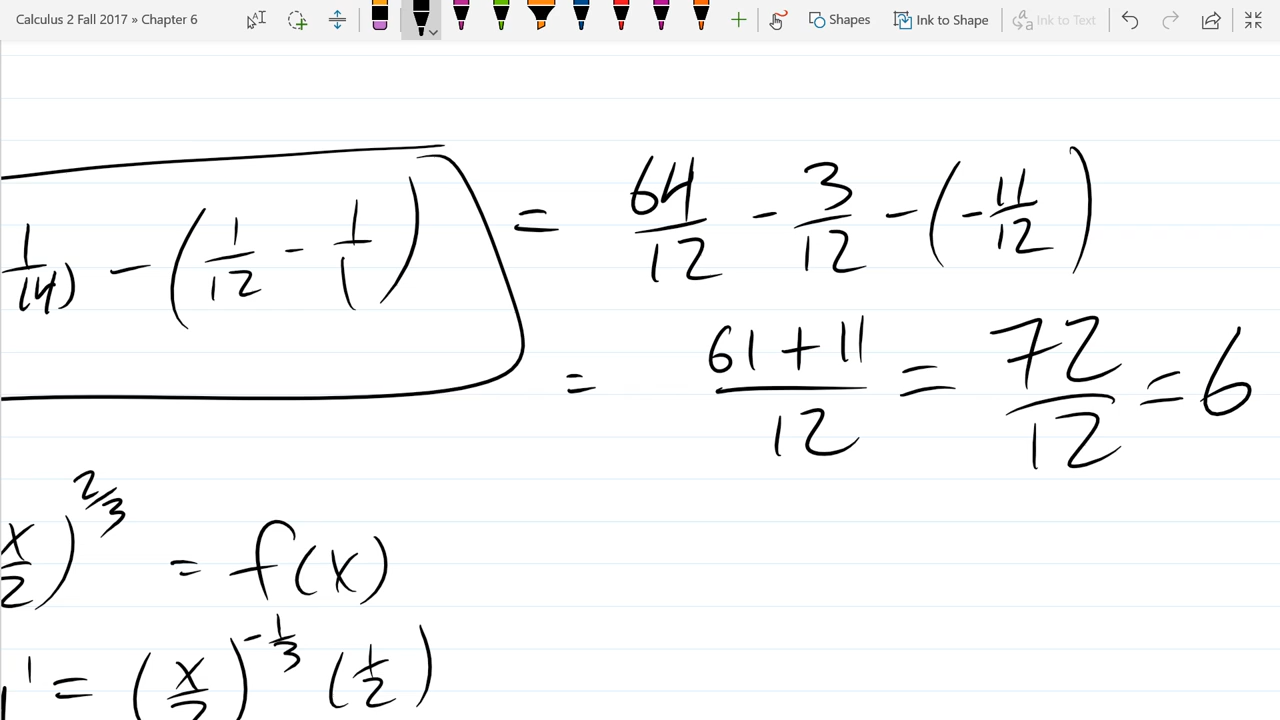 Calculus 2 Fall 2017 » Chapter 6
Shapes
Ink to Shape
Ink to Text
1/(4) - (1/12 - 1/1) = 64/12 - 3/12 - (-11/12)
= 61+11/12 = 72/12 = 6
x/2)^2/3 = f(x)
' = (x/2)^-1/3 (1/2)